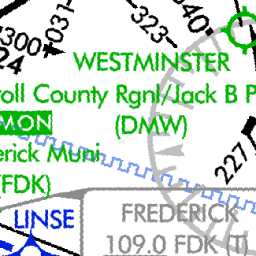 031
323
040
300
24
WESTMINSTER
roll County Rgnl/Jack B P
MON
(DMW)
erick Muni
(FDK)
227
LINSE
FREDERICK
109.0 FDK (T)